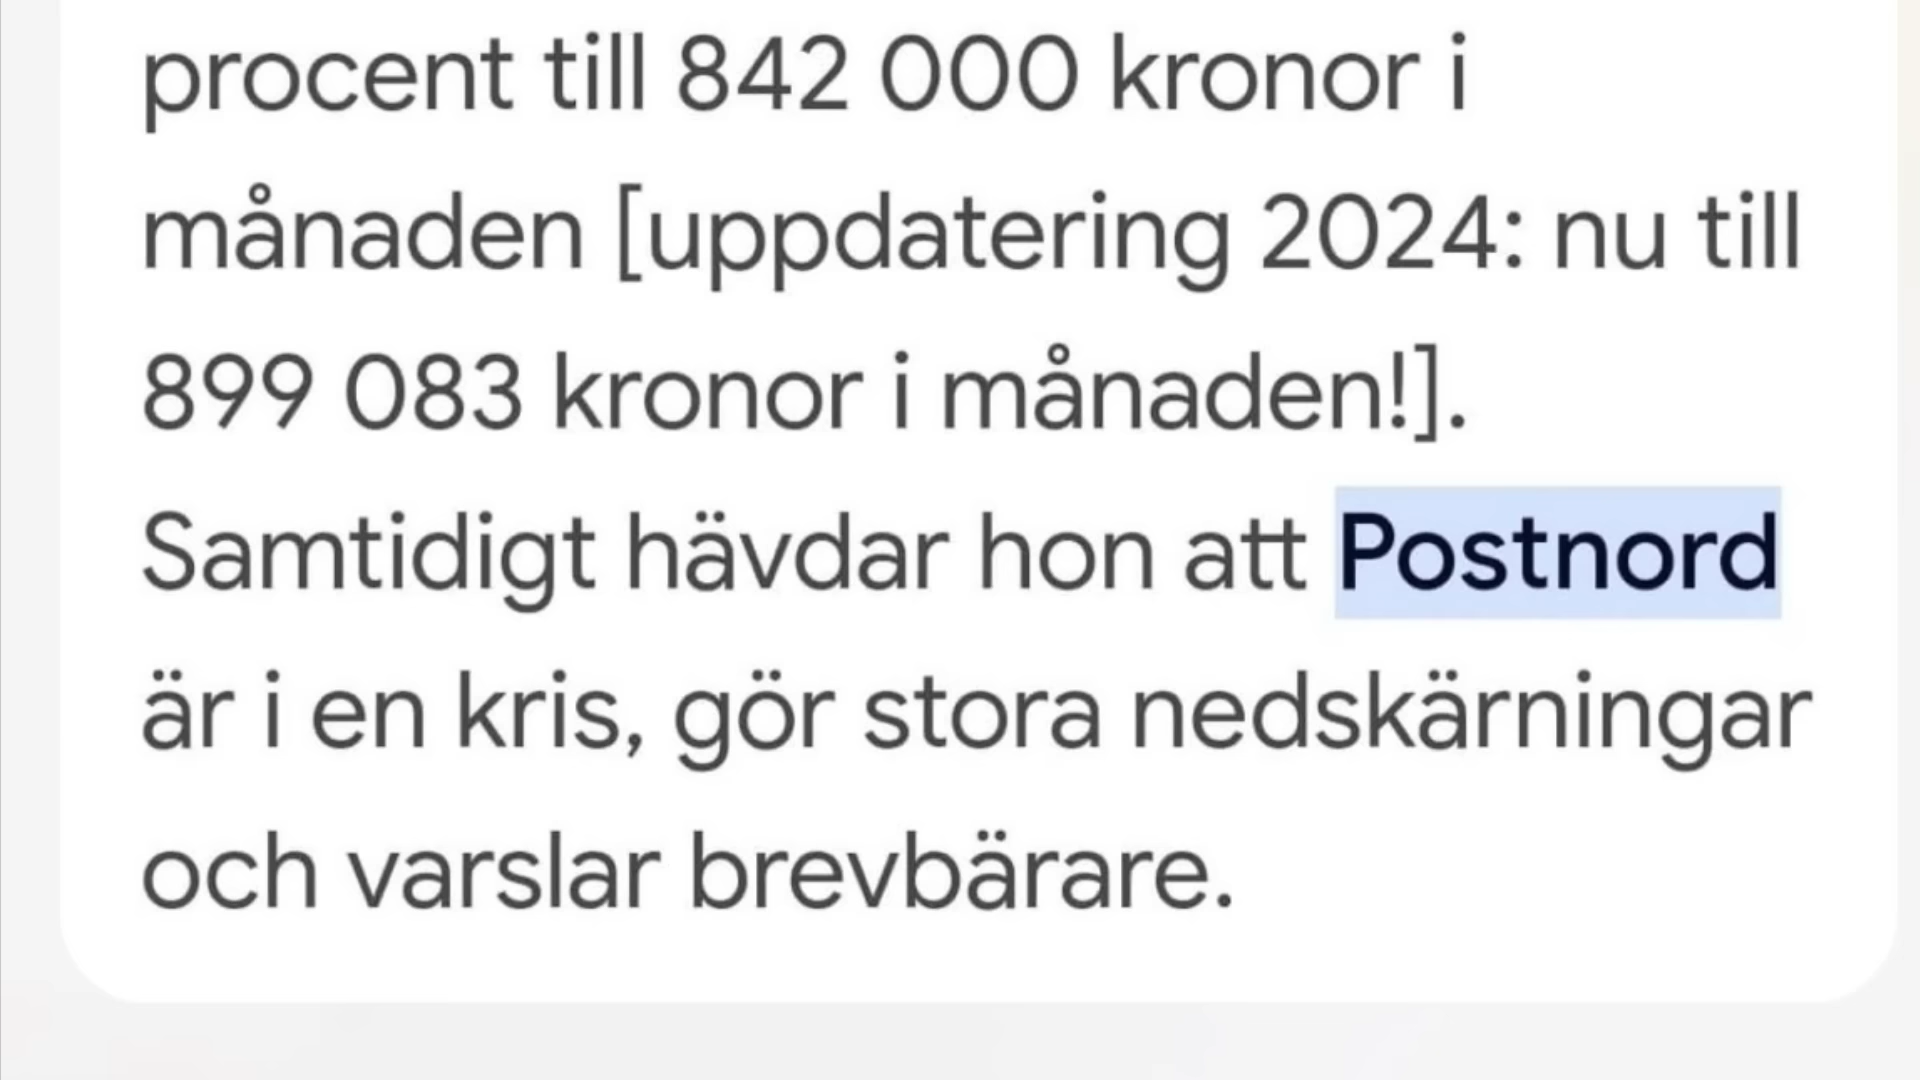 procent till 842 000 kronor i
månaden [uppdatering 2024: nu till
899 083 kronor i månaden!].
Samtidigt hävdar hon att Postnord
är i en kris, gör stora nedskärningar
och varslar brevbärare.